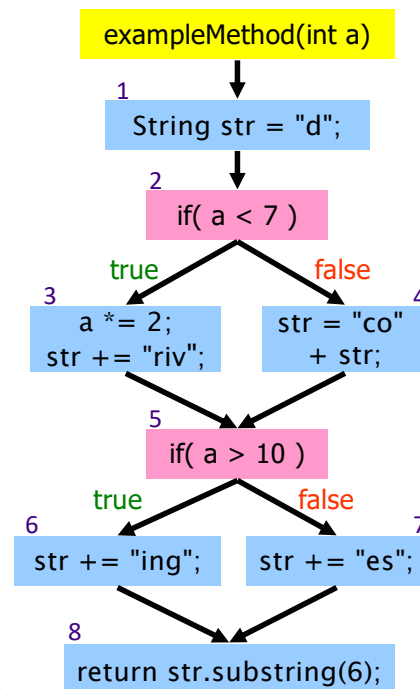 exampleMethod(int a)
1
String str = "d";
2
if( a < 7 )
true
false
3
4
a *= 2;
str += "riv";
str = "co"
+ str;
5
if( a > 10 )
true
false
6
7
str += "ing";
str += "es";
8
return str.substring(6);